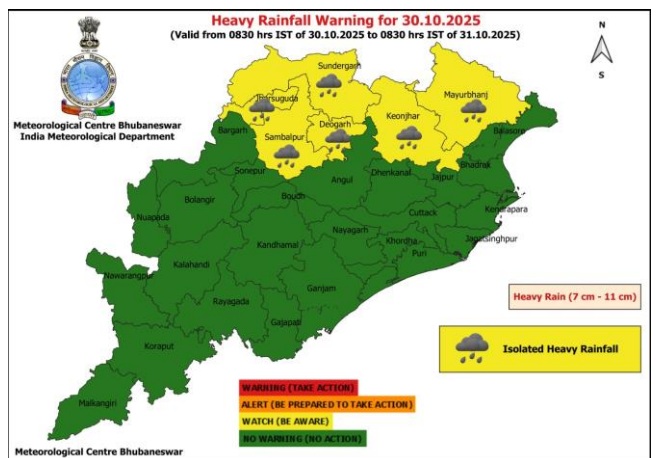 Heavy Rainfall Warning for 30.10.2025
(Valid from 0830 hrs IST of 30.10.2025 to 0830 hrs IST of 31.10.2025)
N
S
Meteorological Centre Bhubaneswar
India Meteorological Department
Sundergarh
Jharsuguda
Mayurbhanj
Deogarh
Keonjhar
Bargarh
Sambalpur
Balasore
Bhadrak
Sonepur
Angul
Dhenkanal
Jajpur
Boudh
Bolangir
Nuapada
Cuttack
Kendrapara
Nayagarh
Jagatsinghpur
Kandhamal
Khordha
Puri
Kalahandi
Nawarangpur
Ganjam
Rayagada
Gajapati
Koraput
Malkangiri
Heavy Rain (7 cm - 11 cm)
Isolated Heavy Rainfall
WARNING (TAKE ACTION)
ALERT (BE PREPARED TO TAKE ACTION)
WATCH (BE AWARE)
NO WARNING (NO ACTION)
Meteorological Centre Bhubaneswar